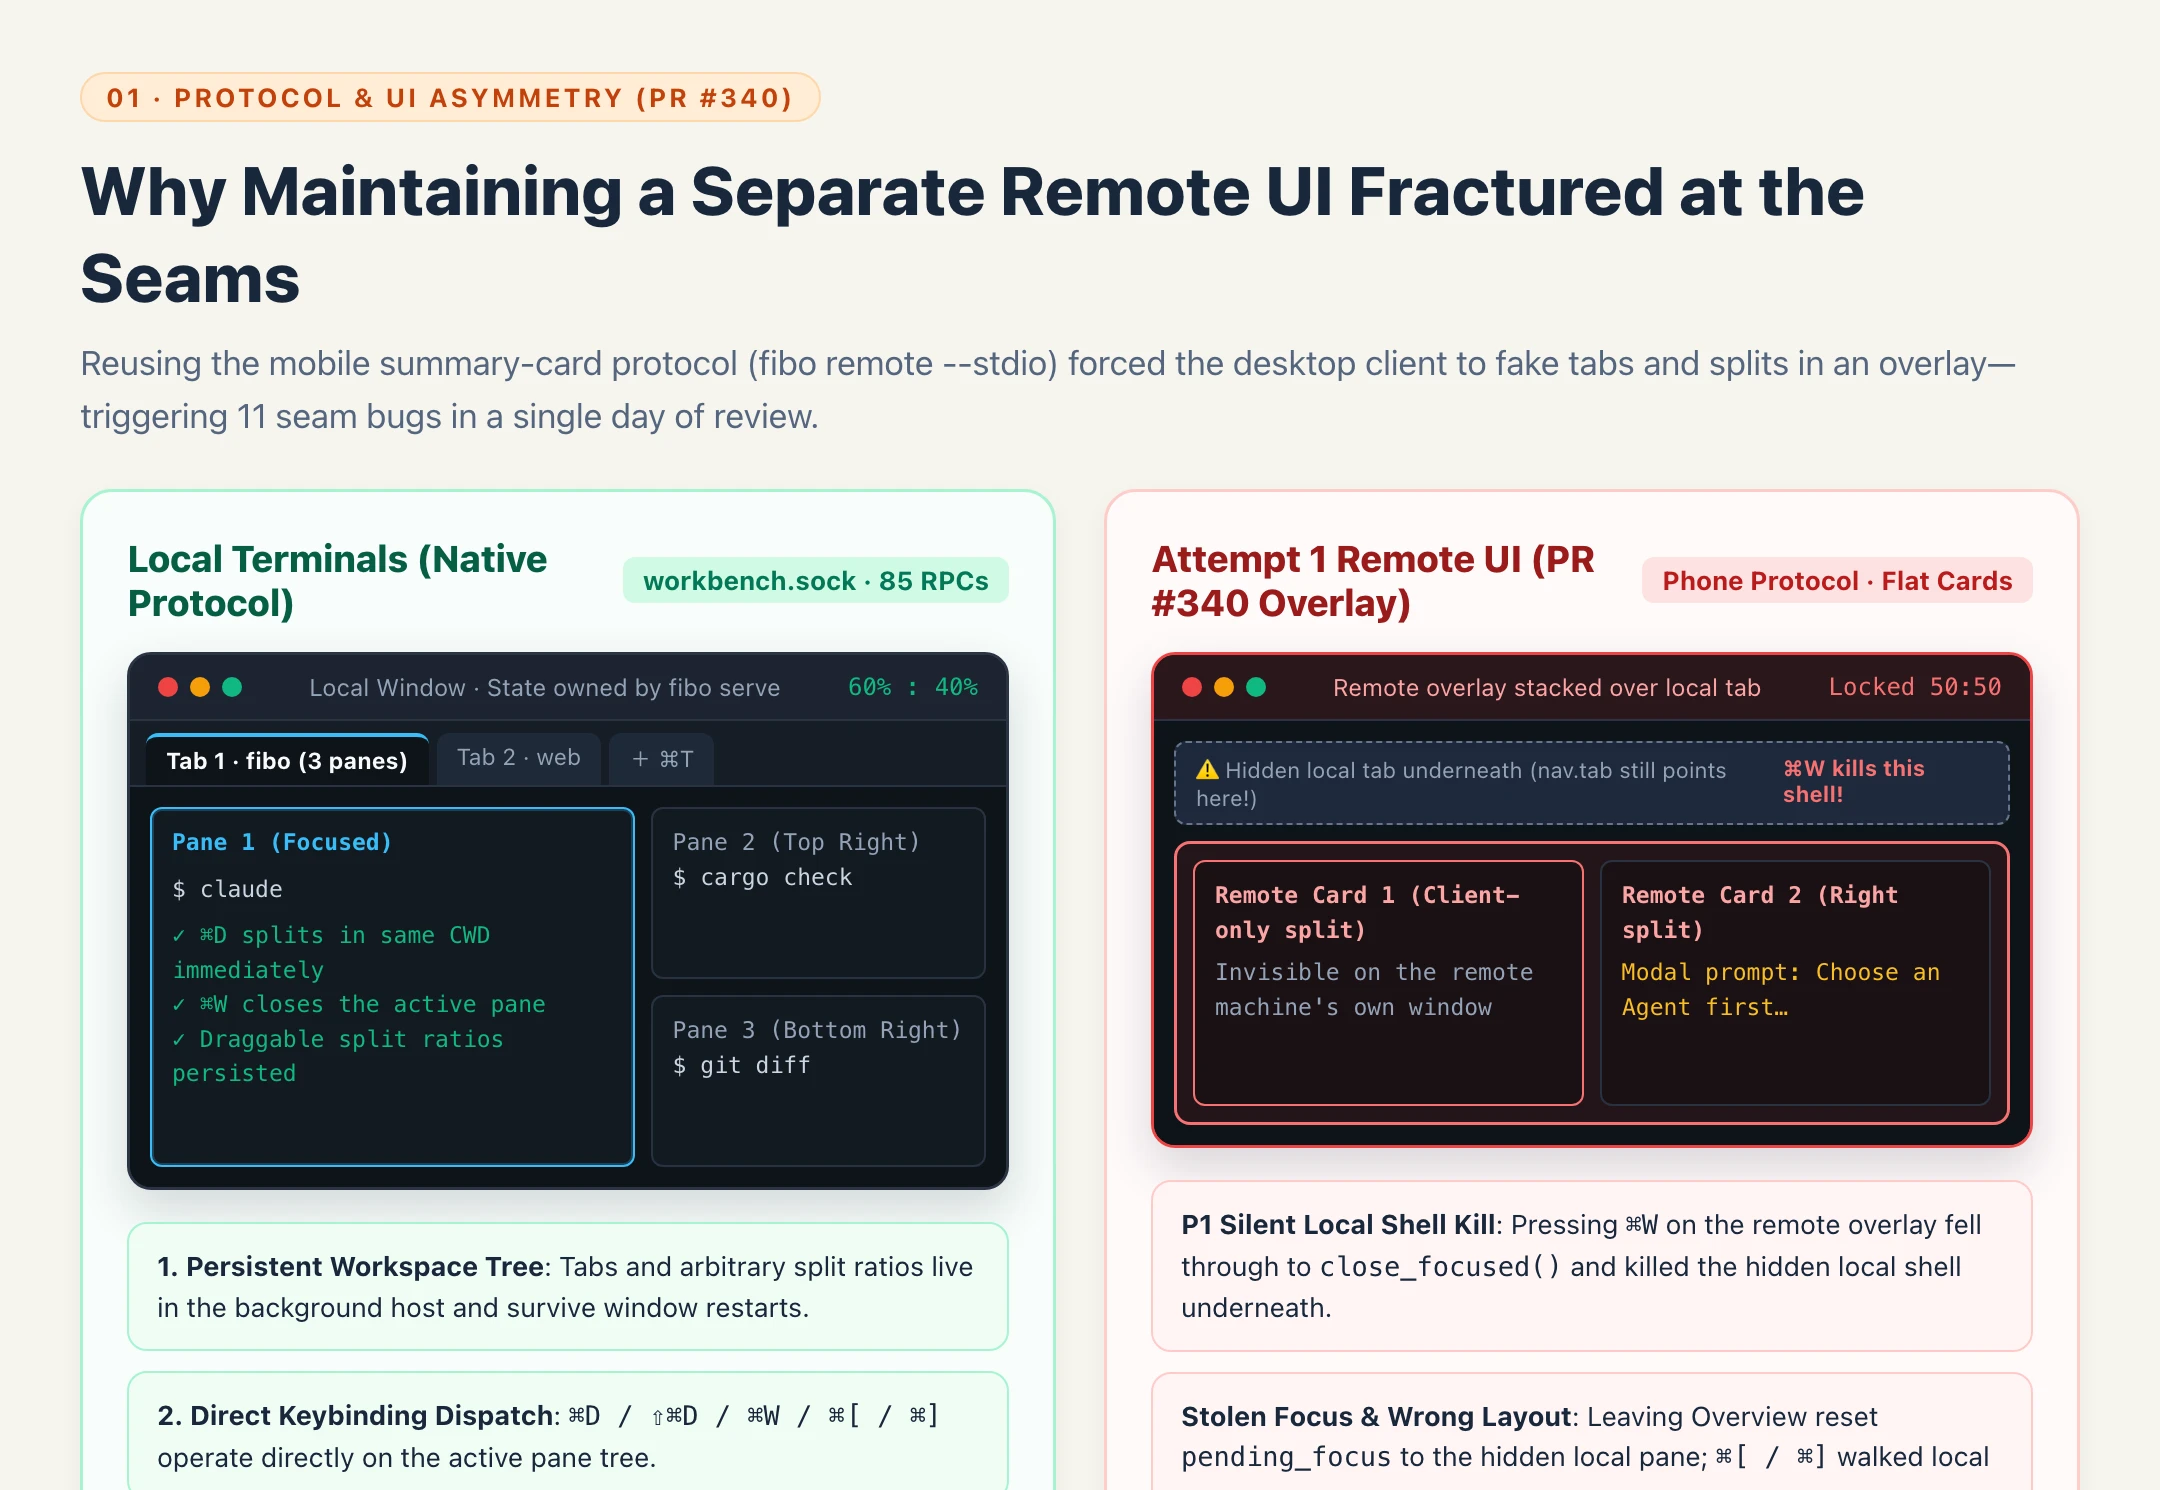 01 · PROTOCOL & UI ASYMMETRY (PR #340)
Why Maintaining a Separate Remote UI Fractured at the
Seams
Reusing the mobile summary-card protocol (fibo remote --stdio) forced the desktop client to fake tabs and splits in an overlay—
triggering 11 seam bugs in a single day of review.
Local Terminals (Native
Protocol)
workbench.sock · 85 RPCs
Local Window · State owned by fibo serve
60% : 40%
Tab 1 · fibo (3 panes)
Tab 2 · web
+ ⌘T
Pane 1 (Focused)
$ claude
✓ ⌘D splits in same CWD
immediately
✓ ⌘W closes the active pane
✓ Draggable split ratios
persisted
Pane 2 (Top Right)
$ cargo check
Pane 3 (Bottom Right)
$ git diff
1. Persistent Workspace Tree: Tabs and arbitrary split ratios live
in the background host and survive window restarts.
2. Direct Keybinding Dispatch: ⌘D / ⇧⌘D / ⌘W / ⌘[ / ⌘]
operate directly on the active pane tree.
Attempt 1 Remote UI (PR
#340 Overlay)
Phone Protocol · Flat Cards
Remote overlay stacked over local tab
Locked 50:50
⚠️ Hidden local tab underneath (nav.tab still points
here!)
⌘W kills this
shell!
Remote Card 1 (Client-
only split)
Invisible on the remote
machine's own window
Remote Card 2 (Right
split)
Modal prompt: Choose an
Agent first…
P1 Silent Local Shell Kill: Pressing ⌘W on the remote overlay fell
through to close_focused() and killed the hidden local shell
underneath.
Stolen Focus & Wrong Layout: Leaving Overview reset
pending_focus to the hidden local pane; ⌘[ / ⌘] walked local